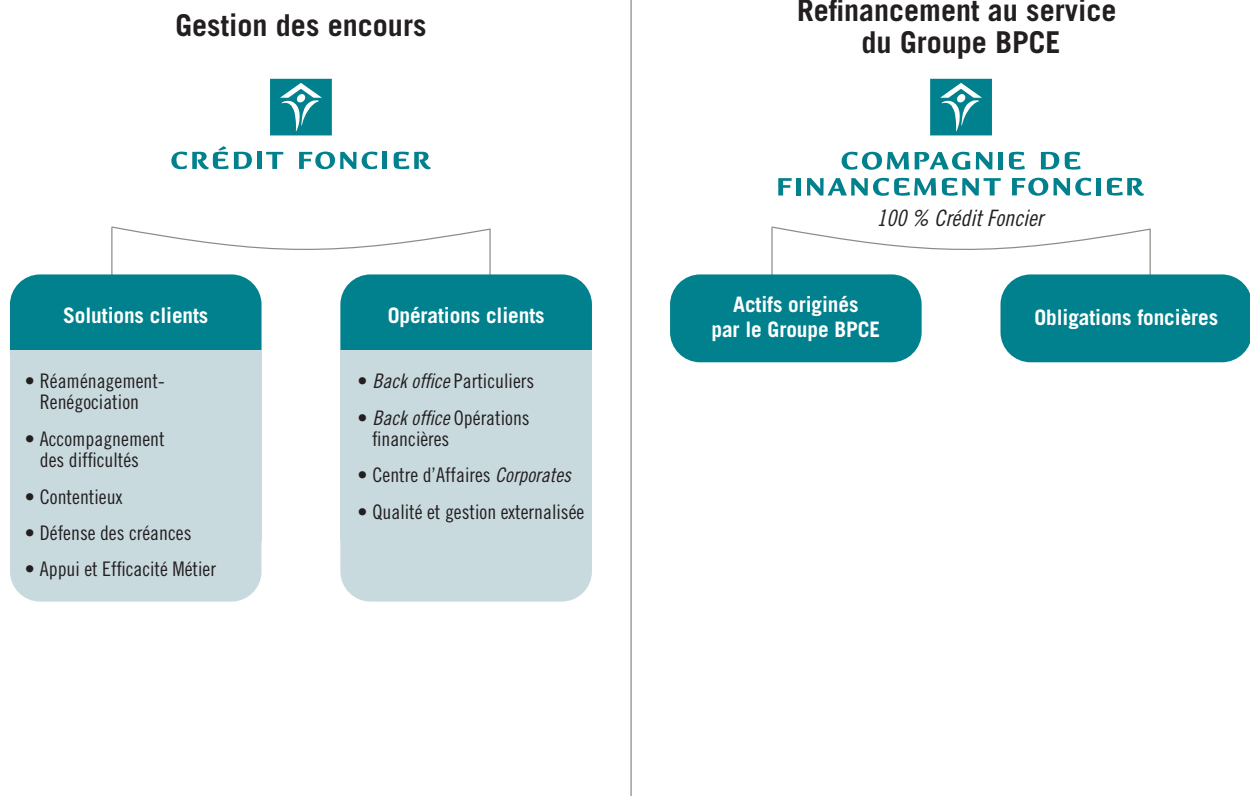 Gestion des encours
CRÉDIT FONCIER
Solutions clients
• Réaménagement-
Renégociation
• Accompagnement
des difficultés
• Contentieux
• Défense des créances
• Appui et Efficacité Métier
Opérations clients
• Back office Particuliers
• Back office Opérations
financières
• Centre d'Affaires Corporates
• Qualité et gestion externalisée
Refinancement au service
du Groupe BPCE
COMPAGNIE DE
FINANCEMENT FONCIER
100 % Crédit Foncier
Actifs originés
par le Groupe BPCE
Obligations foncières